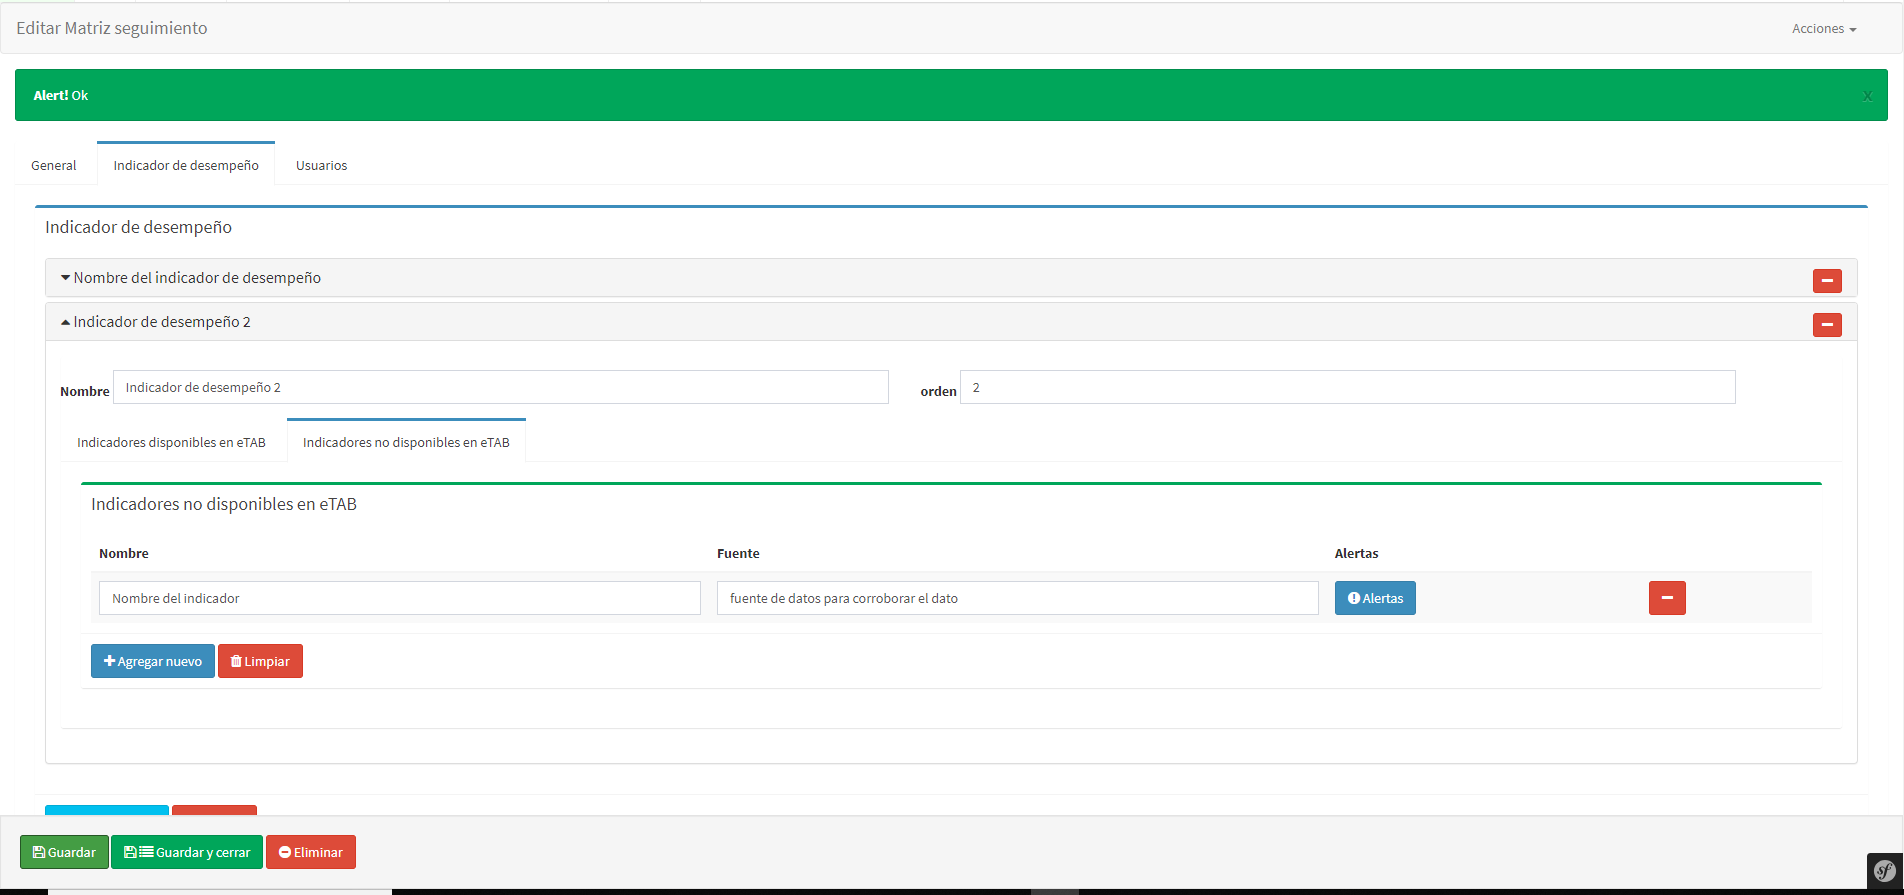 Editar Matriz seguimiento
Acciones
Alert! Ok
x
General Indicador de desempeño Usuarios
Indicador de desempeño
Nombre del indicador de desempeño
Indicador de desempeño 2
Nombre Indicador de desempeño 2 orden 2
Indicadores disponibles en eTAB Indicadores no disponibles en eTAB
Indicadores no disponibles en eTAB
Nombre Fuente Alertas
Nombre del indicador fuente de datos para corroborar el dato Alertas
Agregar nuevo Limpiar
Guardar Guardar y cerrar Eliminar
sf